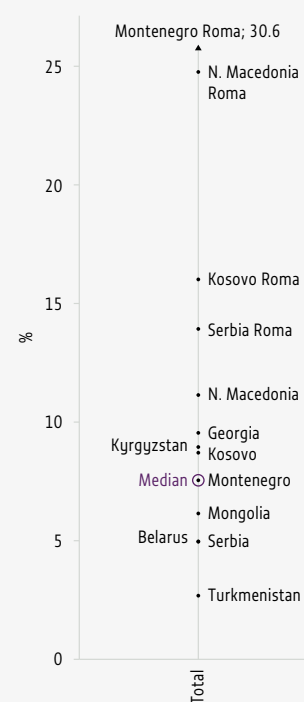 Montenegro Roma; 30.6
25
N. Macedonia
Roma
20
Kosovo Roma
15
Serbia Roma
%
N. Macedonia
10
Georgia
Kyrgyzstan
Kosovo
Median
Montenegro
Mongolia
5
Belarus
Serbia
Turkmenistan
0
Total